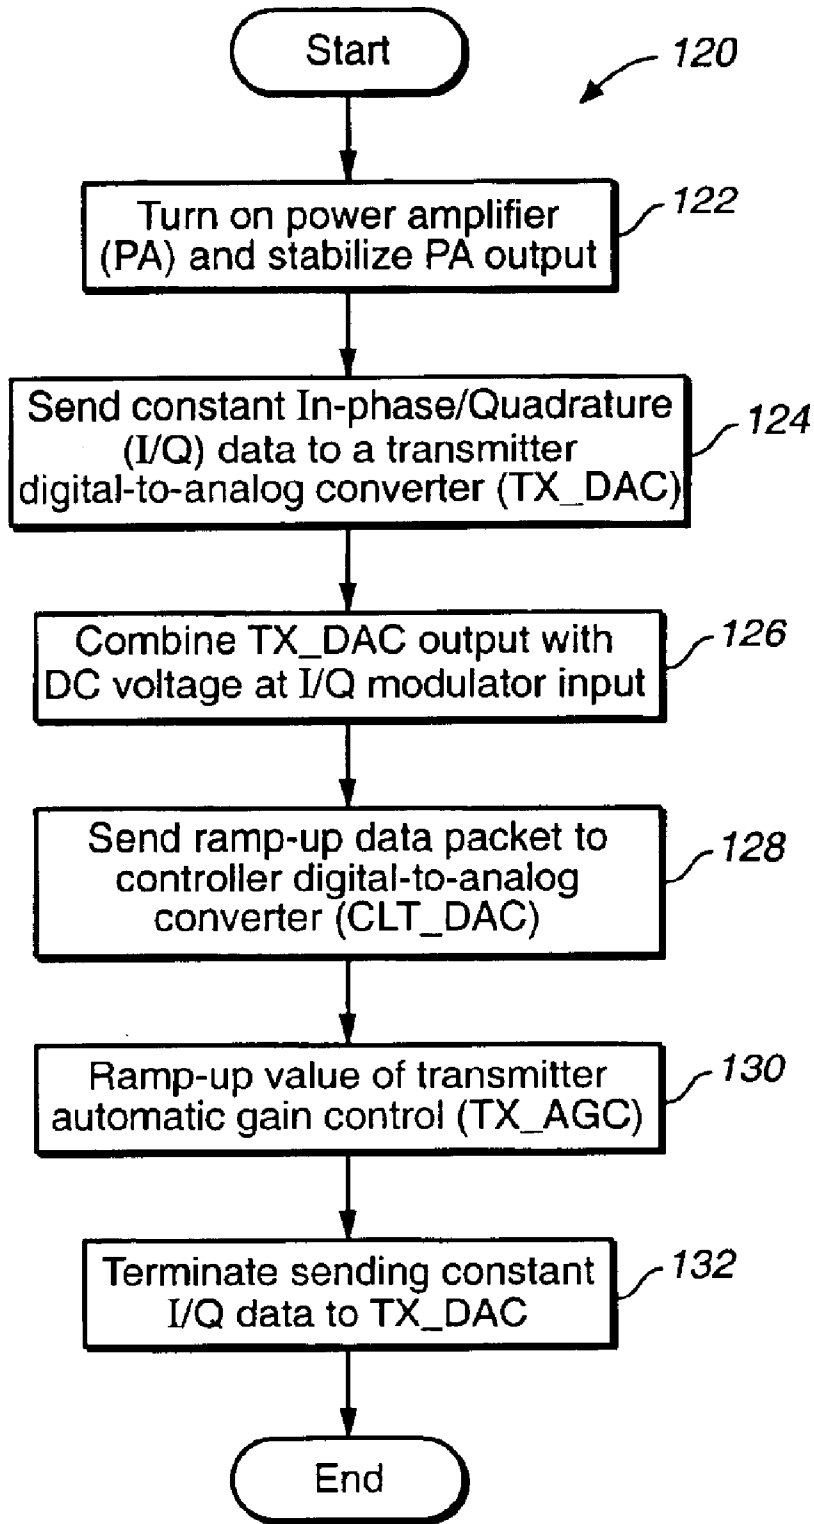 Start
120
Turn on power amplifier
(PA) and stabilize PA output
122
Send constant In-phase/Quadrature
(I/Q) data to a transmitter
digital-to-analog converter (TX_DAC)
124
Combine TX_DAC output with
DC voltage at I/Q modulator input
126
Send ramp-up data packet to
controller digital-to-analog
converter (CLT_DAC)
128
Ramp-up value of transmitter
automatic gain control (TX_AGC)
130
Terminate sending constant
I/Q data to TX_DAC
132
End